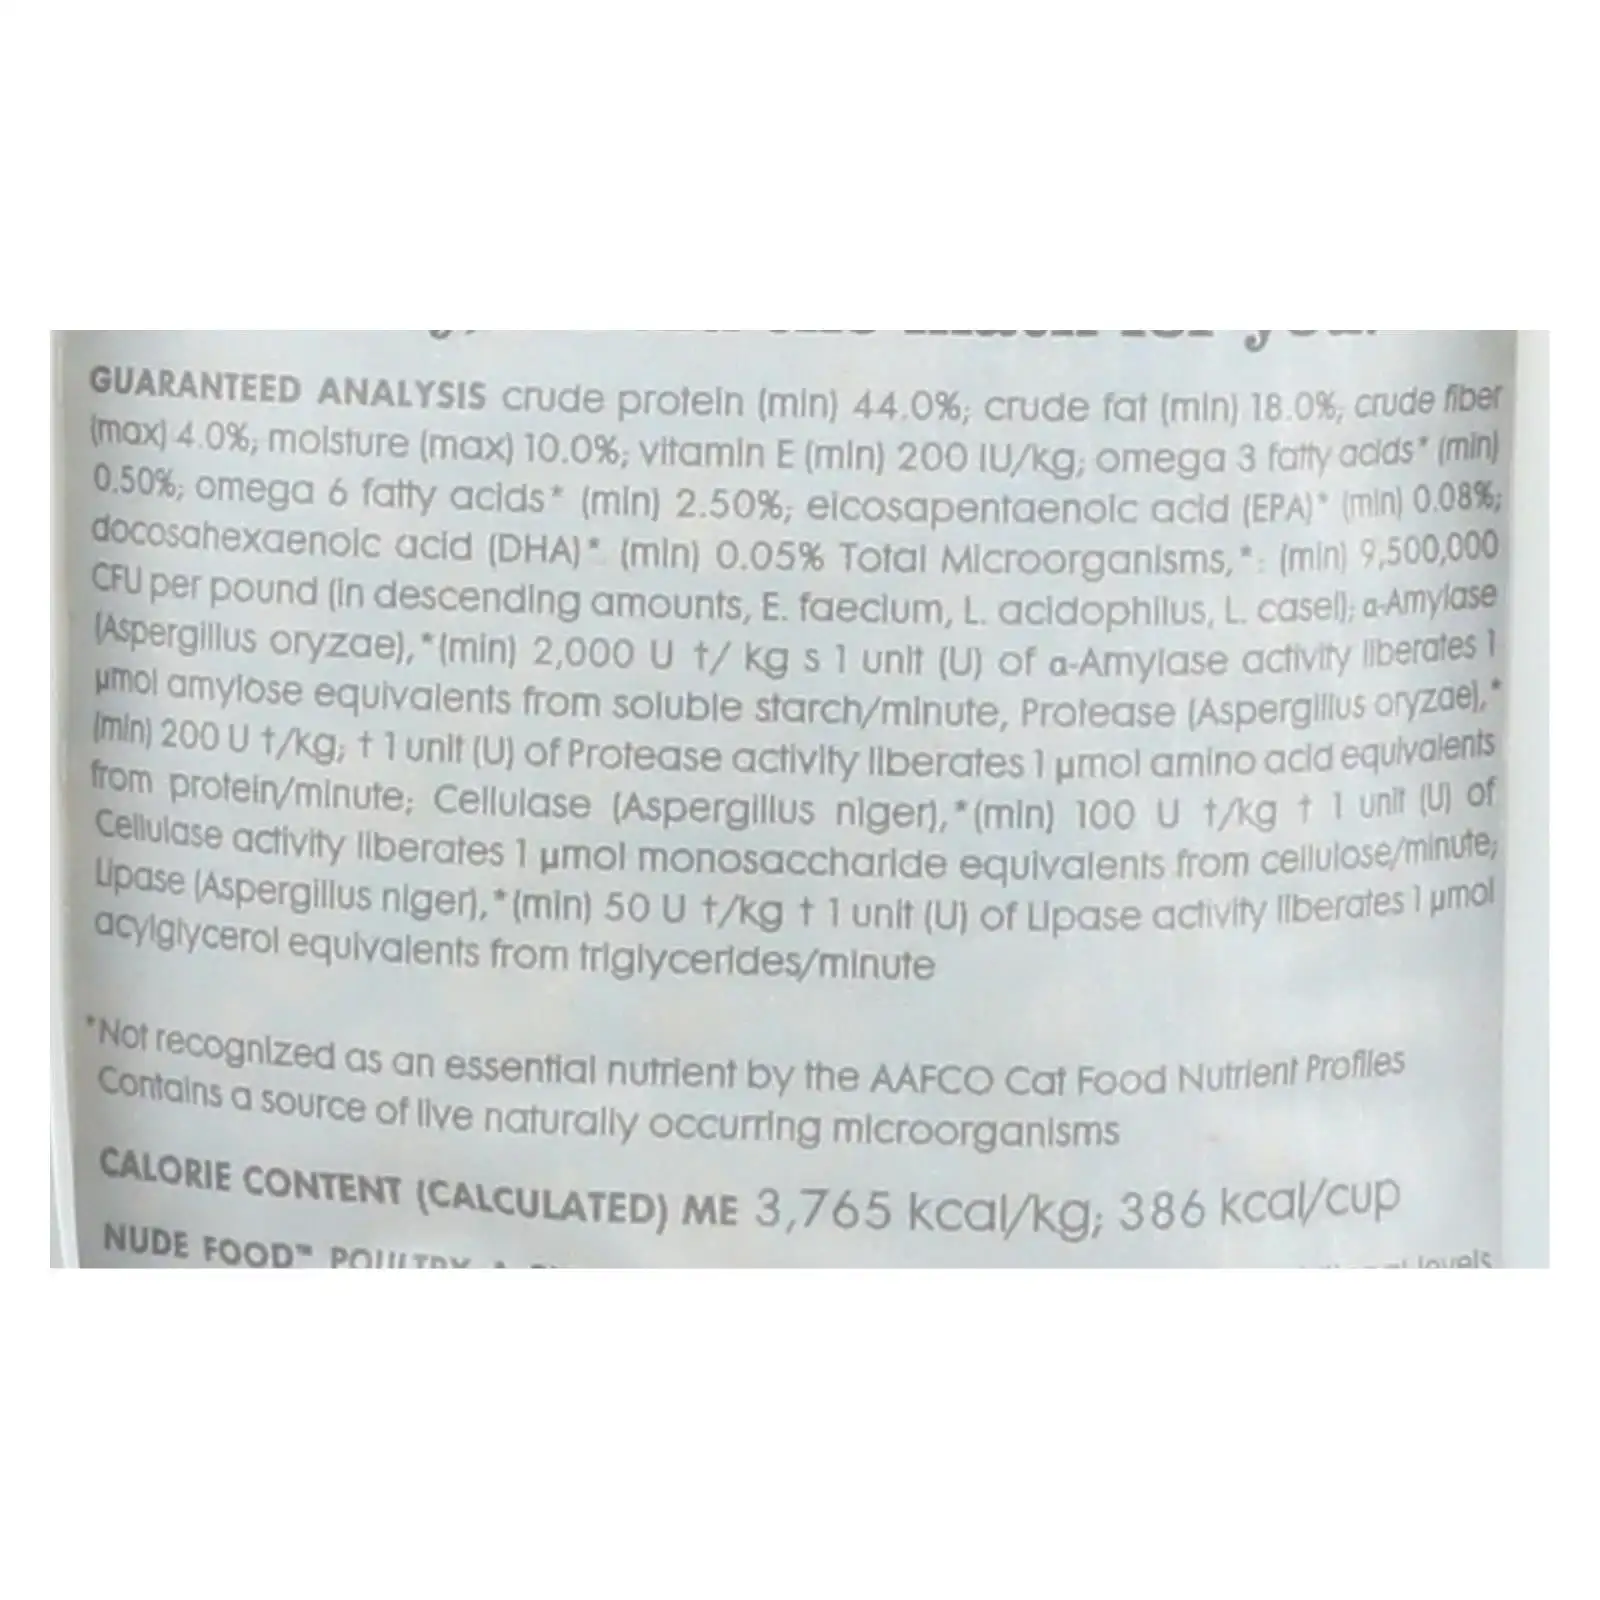 for you.
GUARANTEED ANALYSIS crude protein (min) 44.0%; crude fat (min) 18.0%, crude fiber
(max) 4.0%; moisture (max) 10.0%; vitamin E (min) 200 IU/kg; omega 3 fatty acids* (min)
0.50%; omega 6 fatty acids* (min) 2.50%; eicosapentaenoic acid (EPA)* (min) 0.08%;
docosahexaenoic acid (DHA)* (min) 0.05% Total Microorganisms,*: (min) 9,500,000
CFU per pound (in descending amounts, E. faecium, L. acidophilus, L. casei); α-Amylase
(Aspergillus oryzae),*(min) 2,000 U †/ kg s 1 unit (U) of α-Amylase activity liberates 1
µmol amylose equivalents from soluble starch/minute, Protease (Aspergillus oryzae),*
(min) 200 U †/kg; † 1 unit (U) of Protease activity liberates 1 µmol amino acid equivalents
from protein/minute; Cellulase (Aspergillus niger),*(min) 100 U †/kg † 1 unit (U) of
Cellulase activity liberates 1 µmol monosaccharide equivalents from cellulose/minute;
Lipase (Aspergillus niger),*(min) 50 U †/kg † 1 unit (U) of Lipase activity liberates 1 µmol
acylglycerol equivalents from triglycerides/minute
*Not recognized as an essential nutrient by the AAFCO Cat Food Nutrient Profiles
Contains a source of live naturally occurring microorganisms
CALORIE CONTENT (CALCULATED) ME 3,765 kcal/kg; 386 kcal/cup
NUDE FOOD™ POULTRY levels